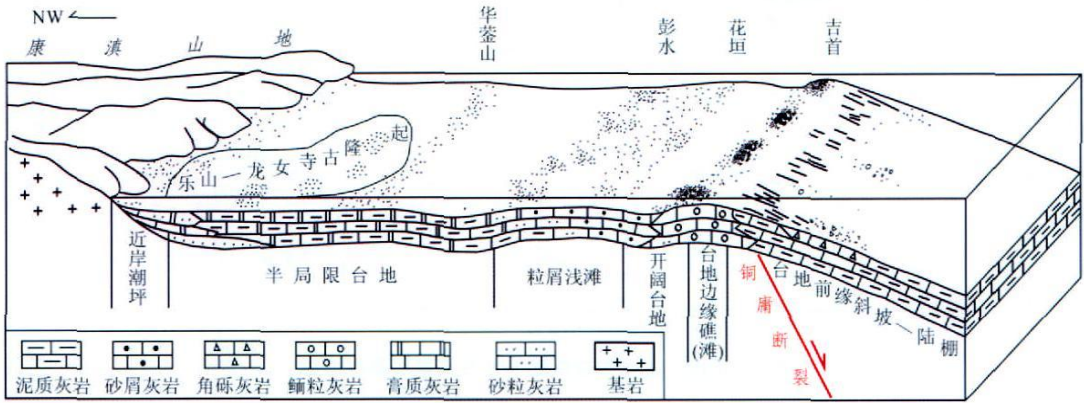 NW
康滇山地
华蓥山
彭水
花垣
吉首
乐山—龙女寺古隆起
近岸潮坪
半局限台地
粒屑浅滩
开阔台地
台地边缘礁(滩)
台地前缘斜坡—陆棚
铜庸断裂
泥质灰岩
砂屑灰岩
角砾灰岩
鲕粒灰岩
膏质灰岩
砂粒灰岩
基岩